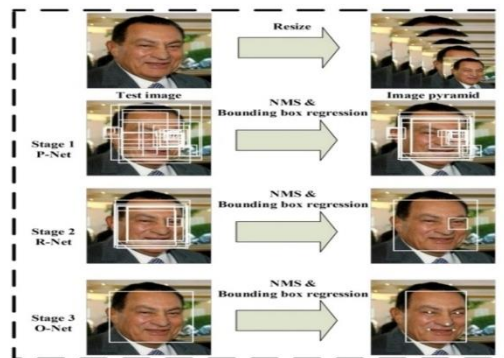 Resize
Test image
Image pyramid
Stage 1
P-Net
NMS &
Bounding box regression
Stage 2
R-Net
NMS &
Bounding box regression
Stage 3
O-Net
NMS &
Bounding box regression